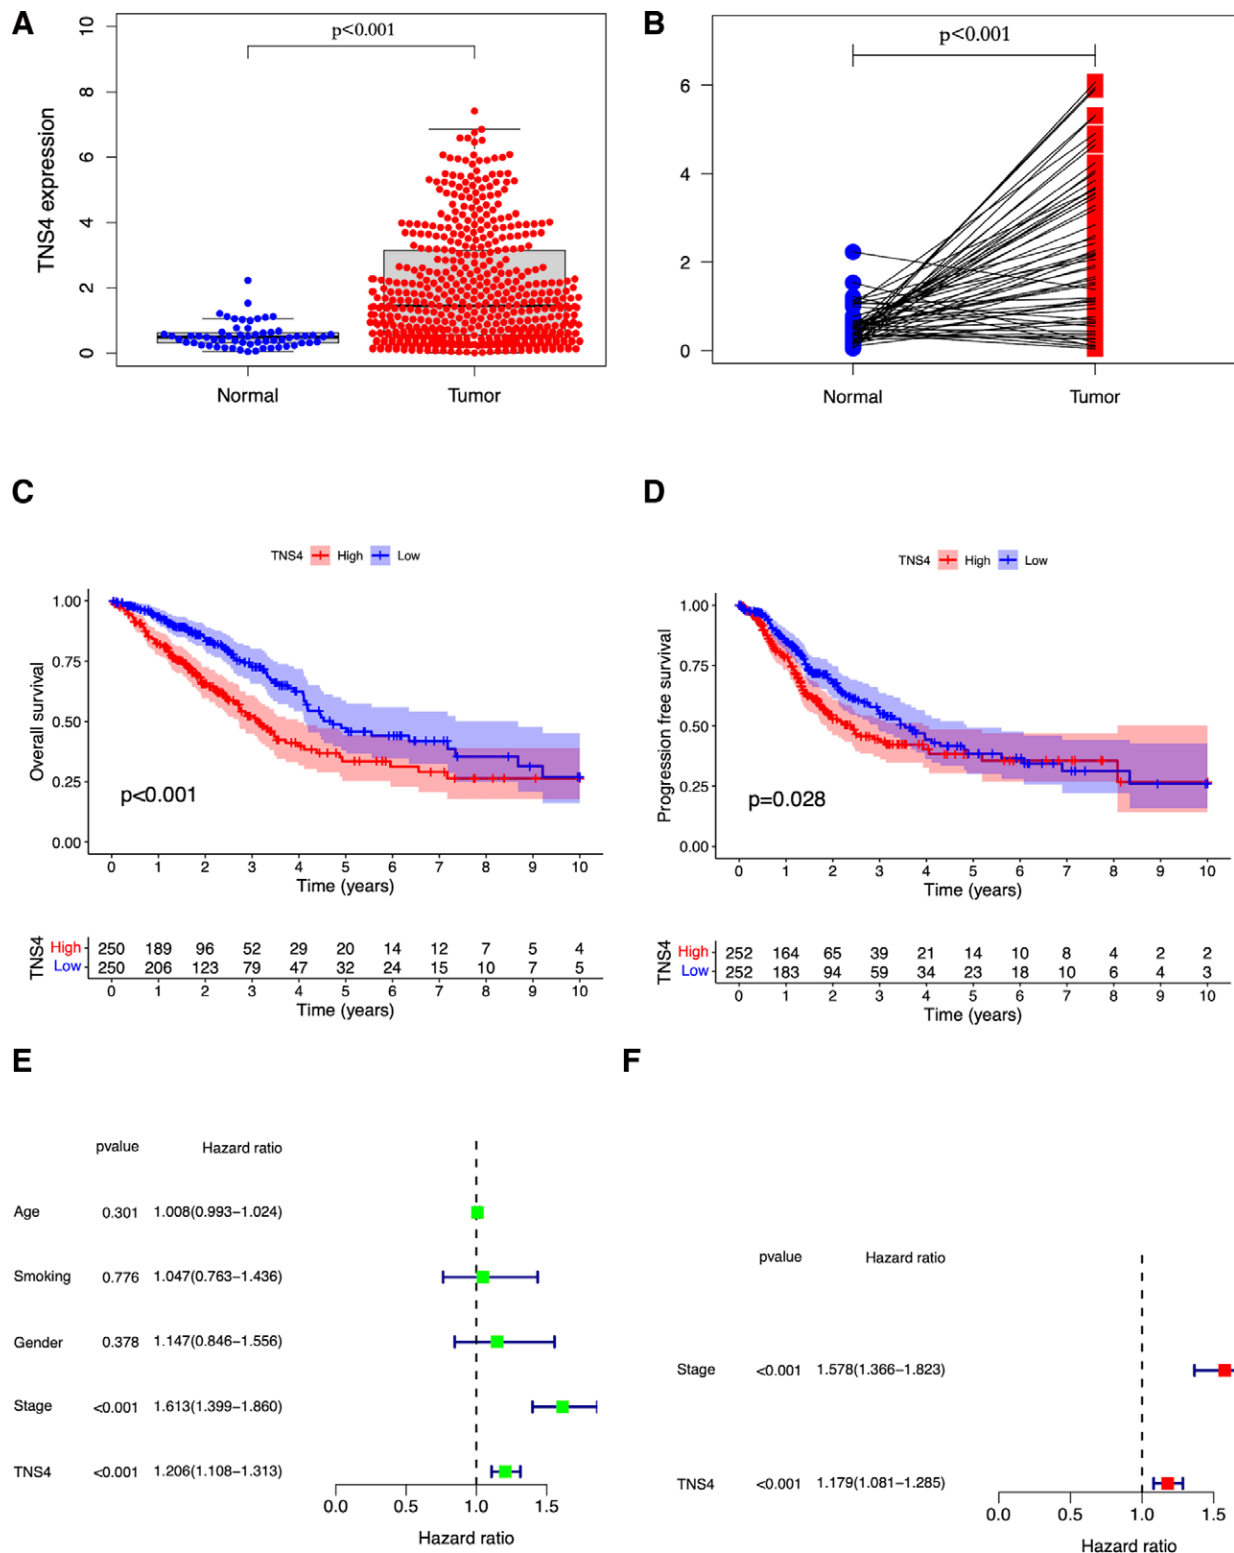 A
p<0.001
TNS4 expression
10
8
6
4
2
0
Normal Tumor
B
p<0.001
6
4
2
0
Normal Tumor
C
TNS4 High Low
Overall survival
1.00
0.75
0.50
0.25
0.00
p<0.001
0 1 2 3 4 5 6 7 8 9 10
Time (years)
TNS4
High 250 189 96 52 29 20 14 12 7 5 4
Low 250 206 123 79 47 32 24 15 10 7 5
0 1 2 3 4 5 6 7 8 9 10
Time (years)
D
TNS4 High Low
Progression free survival
1.00
0.75
0.50
0.25
0.00
p=0.028
0 1 2 3 4 5 6 7 8 9 10
Time (years)
TNS4
High 252 164 65 39 21 14 10 8 4 2 2
Low 252 183 94 59 34 23 18 10 6 4 3
0 1 2 3 4 5 6 7 8 9 10
Time (years)
E
pvalue Hazard ratio
Age 0.301 1.008(0.993−1.024)
Smoking 0.776 1.047(0.763−1.436)
Gender 0.378 1.147(0.846−1.556)
Stage <0.001 1.613(1.399−1.860)
TNS4 <0.001 1.206(1.108−1.313)
0.0 0.5 1.0 1.5
Hazard ratio
F
pvalue Hazard ratio
Stage <0.001 1.578(1.366−1.823)
TNS4 <0.001 1.179(1.081−1.285)
0.0 0.5 1.0 1.5
Hazard ratio